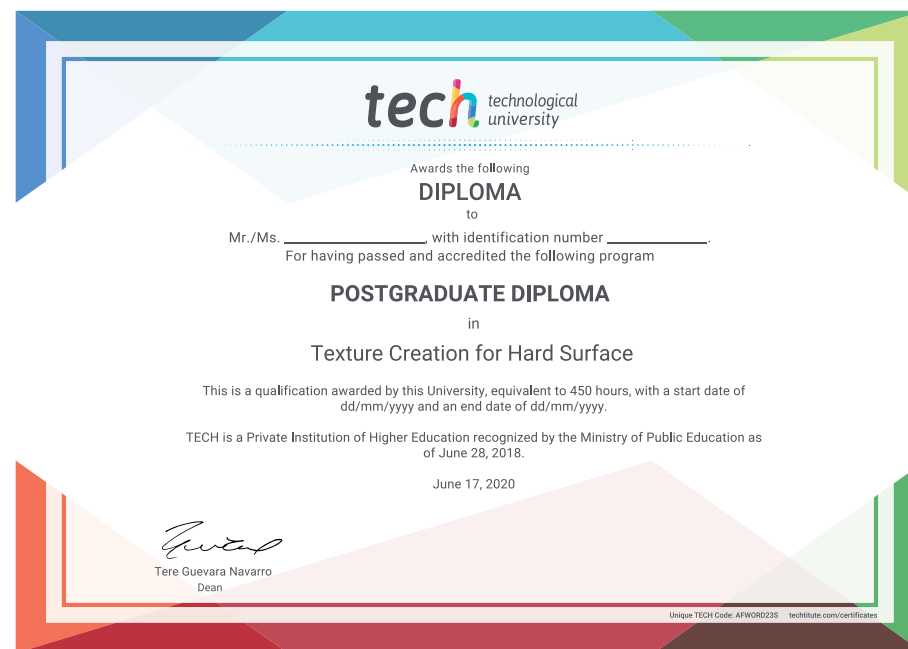 tech technological
university
Awards the following
DIPLOMA
to
Mr./Ms. ____________________, with identification number ______________.
For having passed and accredited the following program
POSTGRADUATE DIPLOMA
in
Texture Creation for Hard Surface
This is a qualification awarded by this University, equivalent to 450 hours, with a start date of
dd/mm/yyyy and an end date of dd/mm/yyyy.
TECH is a Private Institution of Higher Education recognized by the Ministry of Public Education as
of June 28, 2018.
June 17, 2020
Tere Guevara Navarro
Dean
Unique TECH Code: AFWORD23S techtitute.com/certificates